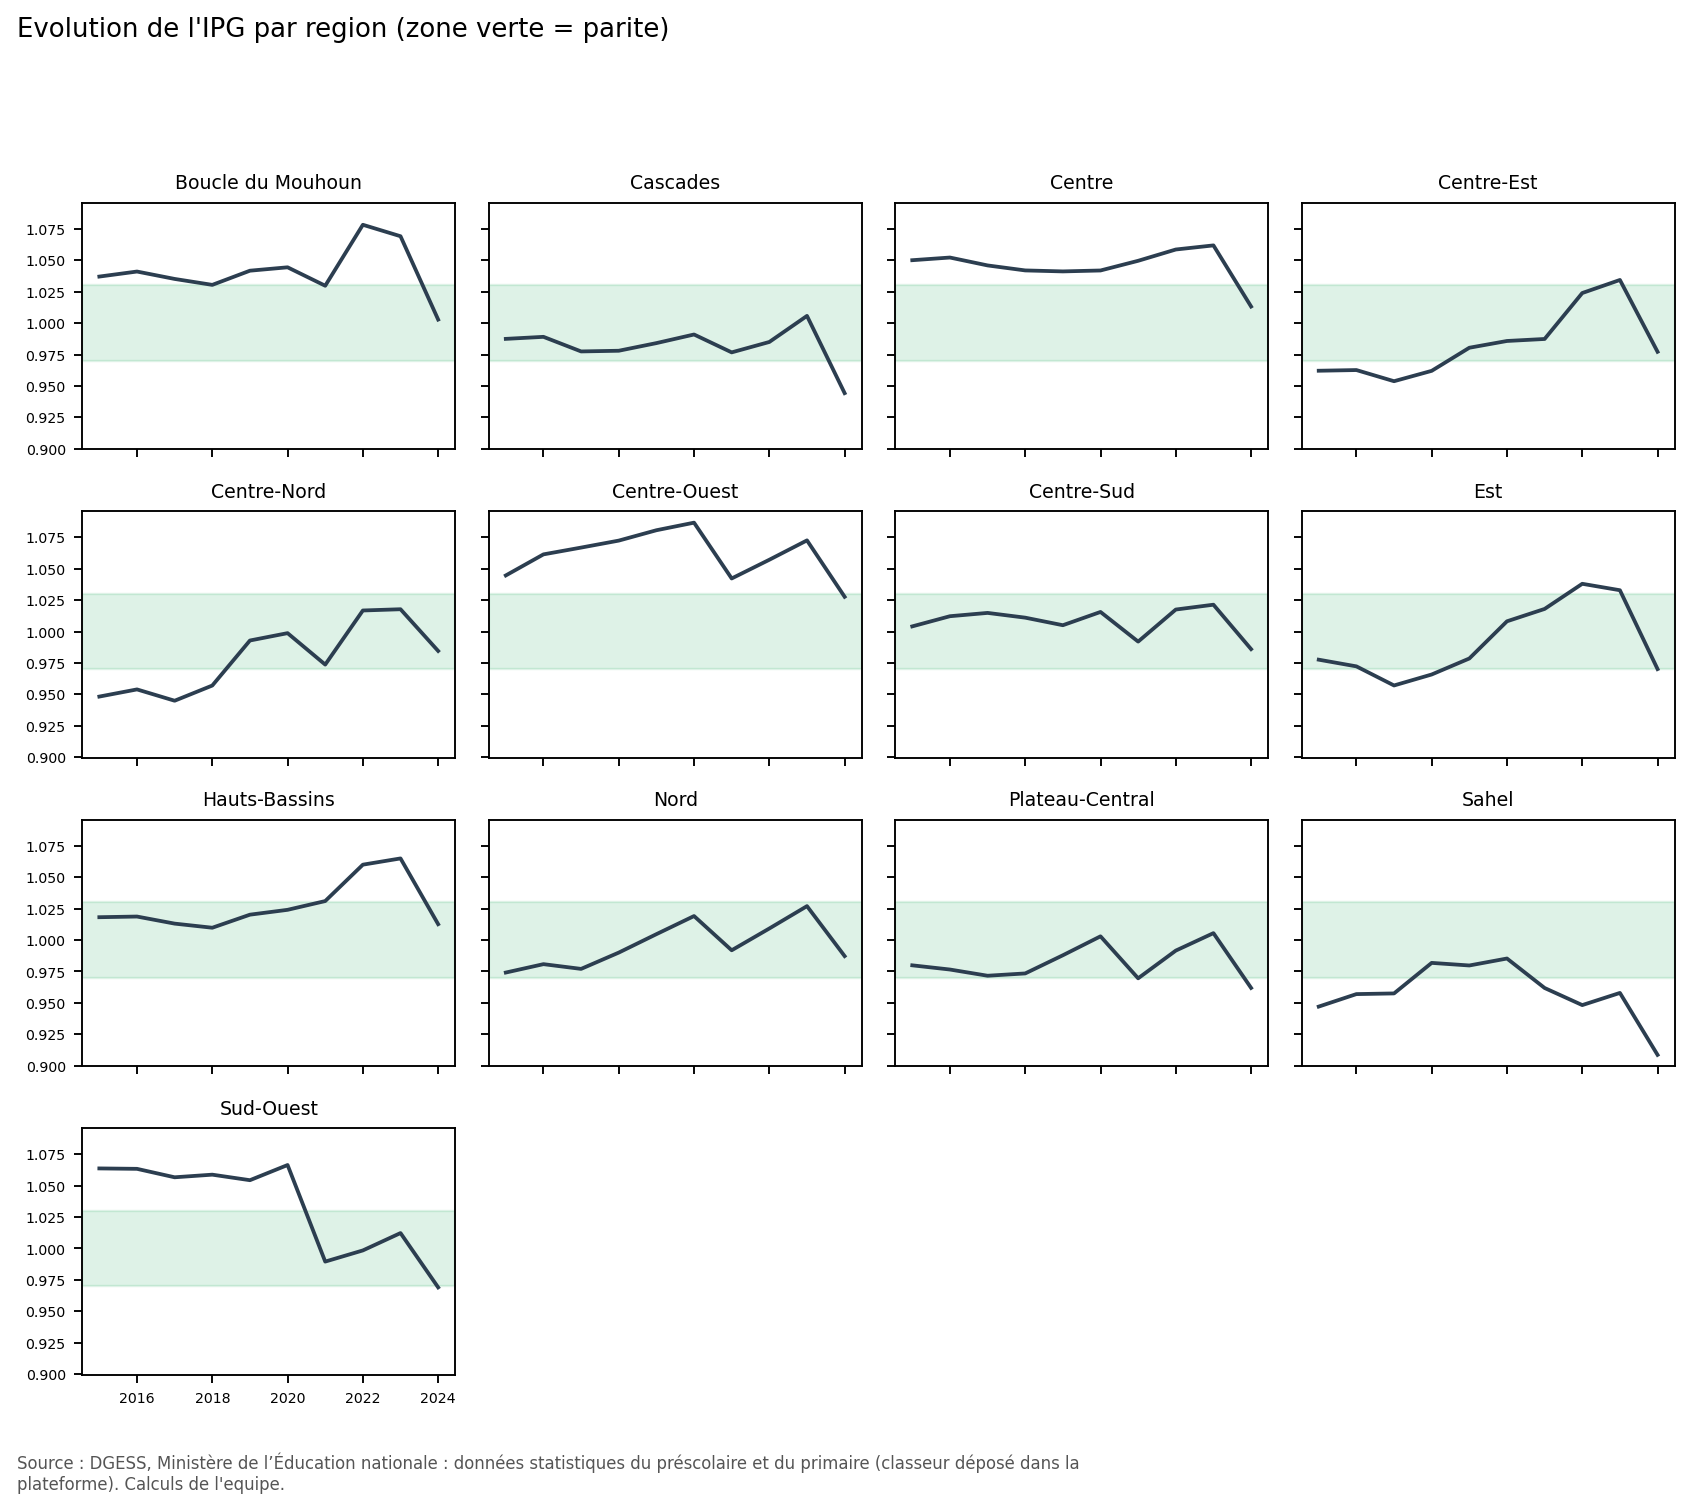 Evolution de l'IPG par region (zone verte = parite)
Boucle du Mouhoun
Cascades
Centre
Centre-Est
1.075
1.050
1.025
1.000
0.975
0.950
0.925
0.900
Centre-Nord
Centre-Ouest
Centre-Sud
Est
1.075
1.050
1.025
1.000
0.975
0.950
0.925
0.900
Hauts-Bassins
Nord
Plateau-Central
Sahel
1.075
1.050
1.025
1.000
0.975
0.950
0.925
0.900
Sud-Ouest
1.075
1.050
1.025
1.000
0.975
0.950
0.925
0.900
2016 2018 2020 2022 2024
Source : DGESS, Ministère de l’Éducation nationale : données statistiques du préscolaire et du primaire (classeur déposé dans la
plateforme). Calculs de l'equipe.